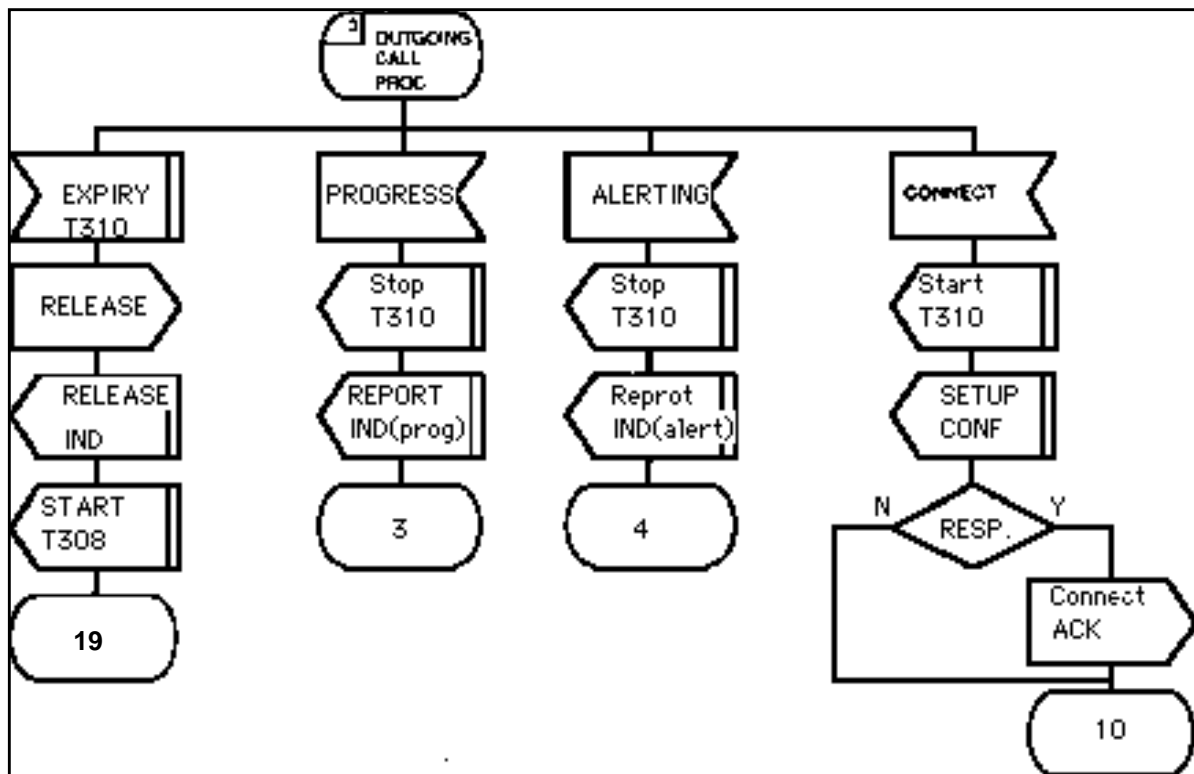 3
OUTGOING
CALL
PROC
EXPIRY
T310
RELEASE
RELEASE
IND
START
T308
19
PROGRESS
Stop
T310
REPORT
IND(prog)
3
ALERTING
Stop
T310
Reprot
IND(alert)
4
CONNECT
Start
T310
SETUP
CONF
N
RESP.
Y
Connect
ACK
10